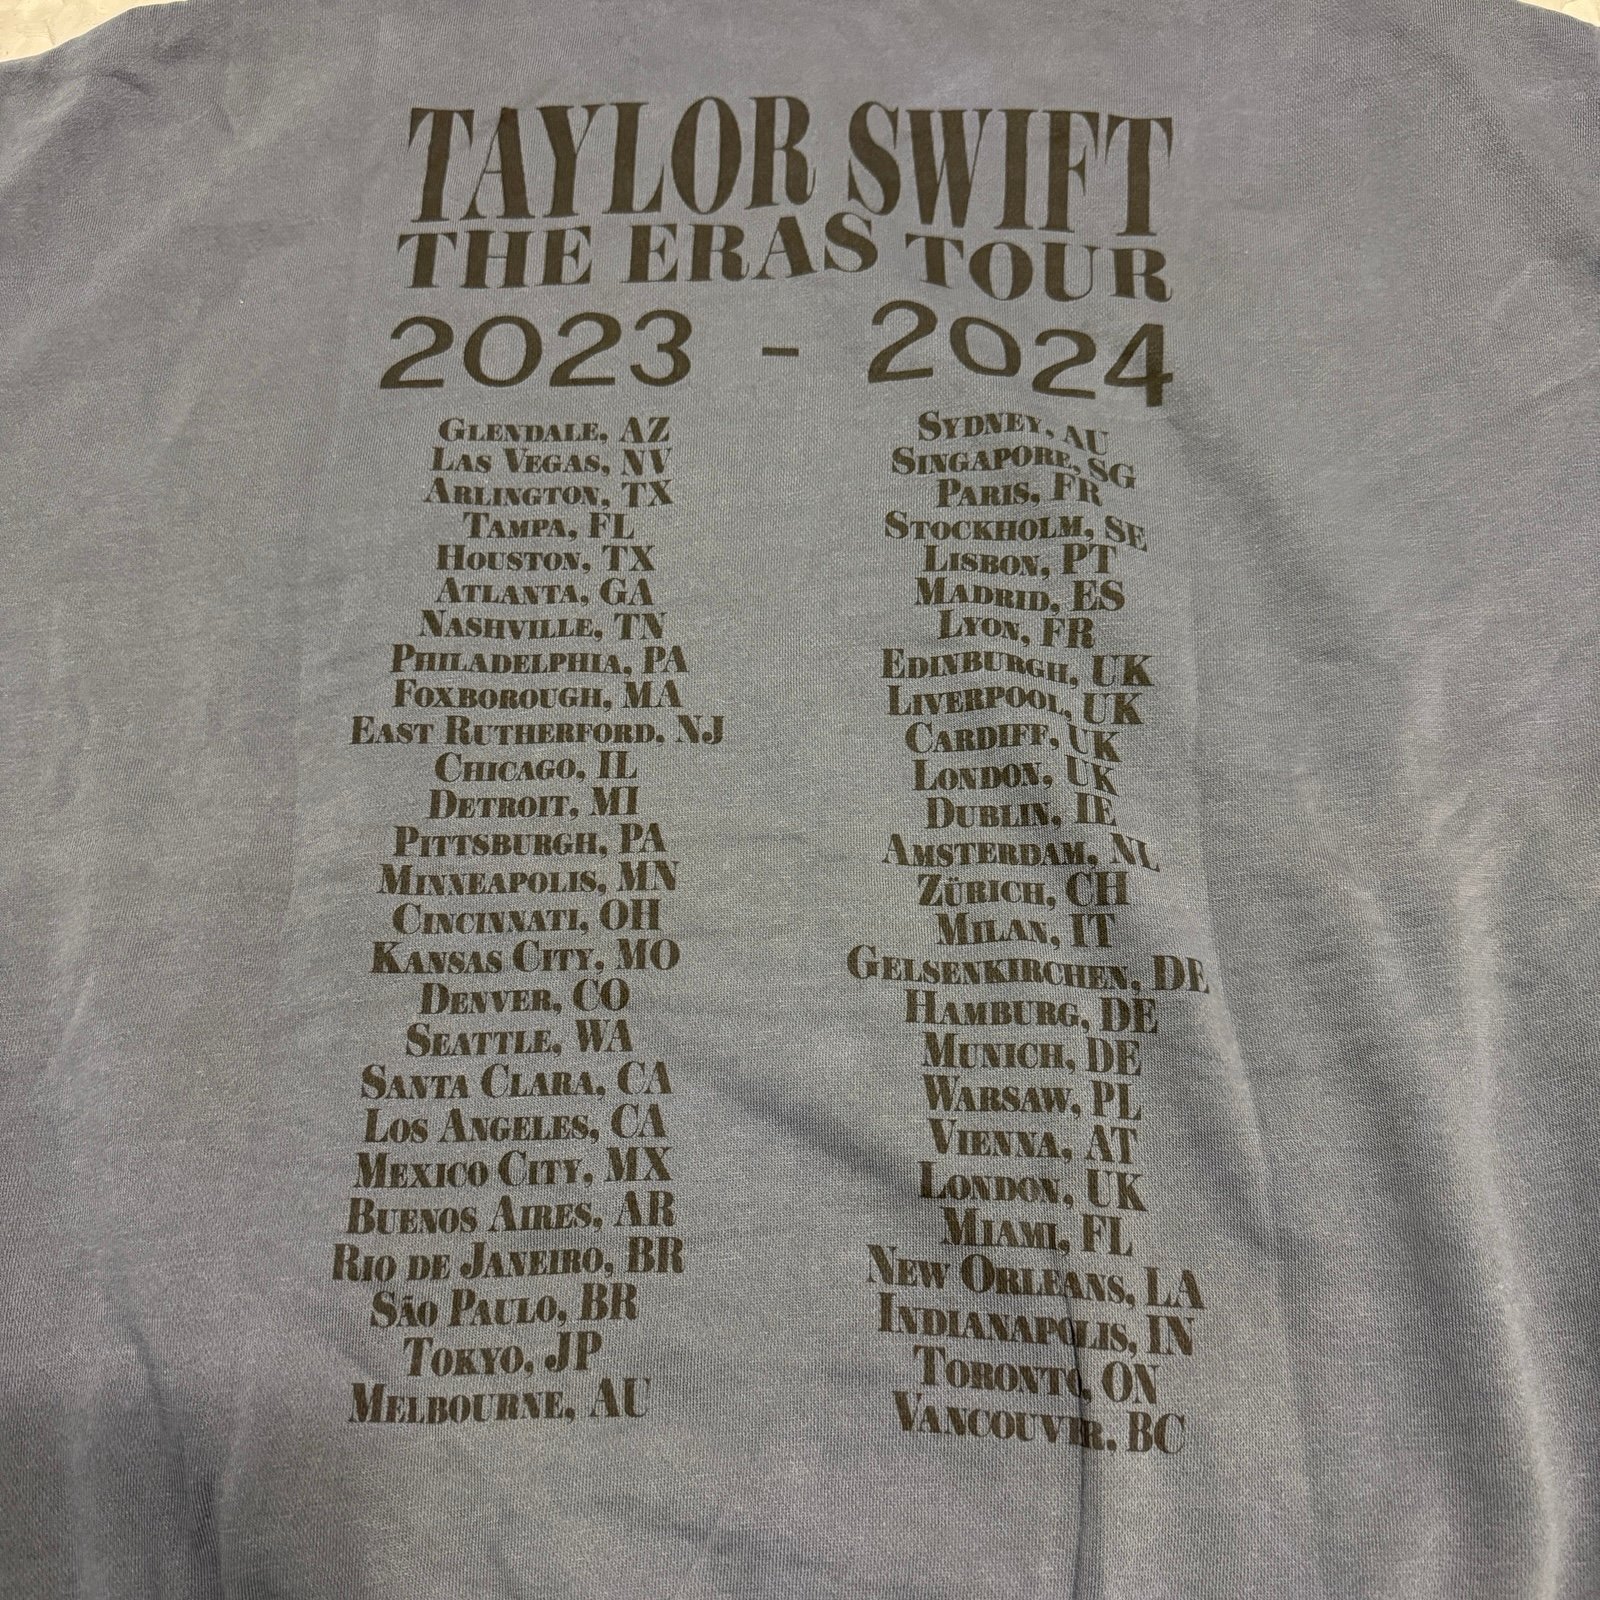 TAYLOR SWIFT
THE ERAS TOUR
2023 - 2024
GLENDALE, AZ
LAS VEGAS, NV
ARLINGTON, TX
TAMPA, FL
HOUSTON, TX
ATLANTA, GA
NASHVILLE, TN
PHILADELPHIA, PA
FOXBOROUGH, MA
EAST RUTHERFORD, NJ
CHICAGO, IL
DETROIT, MI
PITTSBURGH, PA
MINNEAPOLIS, MN
CINCINNATI, OH
KANSAS CITY, MO
DENVER, CO
SEATTLE, WA
SANTA CLARA, CA
LOS ANGELES, CA
MEXICO CITY, MX
BUENOS AIRES, AR
RIO DE JANEIRO, BR
SÃO PAULO, BR
TOKYO, JP
MELBOURNE, AU
SYDNEY, AU
SINGAPORE, SG
PARIS, FR
STOCKHOLM, SE
LISBON, PT
MADRID, ES
LYON, FR
EDINBURGH, UK
LIVERPOOL, UK
CARDIFF, UK
LONDON, UK
DUBLIN, IE
AMSTERDAM, NL
ZÜRICH, CH
MILAN, IT
GELSENKIRCHEN, DE
HAMBURG, DE
MUNICH, DE
WARSAW, PL
VIENNA, AT
LONDON, UK
MIAMI, FL
NEW ORLEANS, LA
INDIANAPOLIS, IN
TORONTO, ON
VANCOUVER, BC